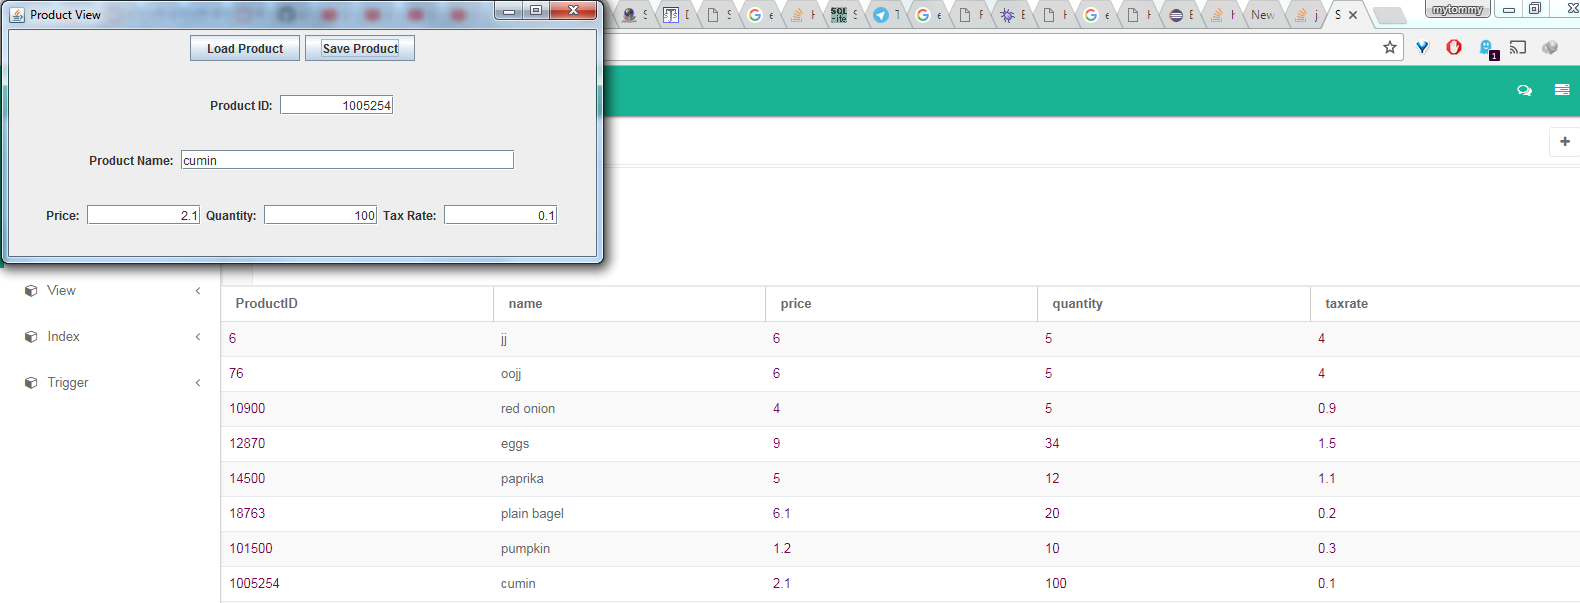 Product View
mytommy
New
Load Product Save Product
1
Product ID: 1005254
Product Name: cumin
Price: 2.1 Quantity: 100 Tax Rate: 0.1
View
Index
Trigger
ProductID name price quantity taxrate
6 jj 6 5 4
76 oojj 6 5 4
10900 red onion 4 5 0.9
12870 eggs 9 34 1.5
14500 paprika 5 12 1.1
18763 plain bagel 6.1 20 0.2
101500 pumpkin 1.2 10 0.3
1005254 cumin 2.1 100 0.1